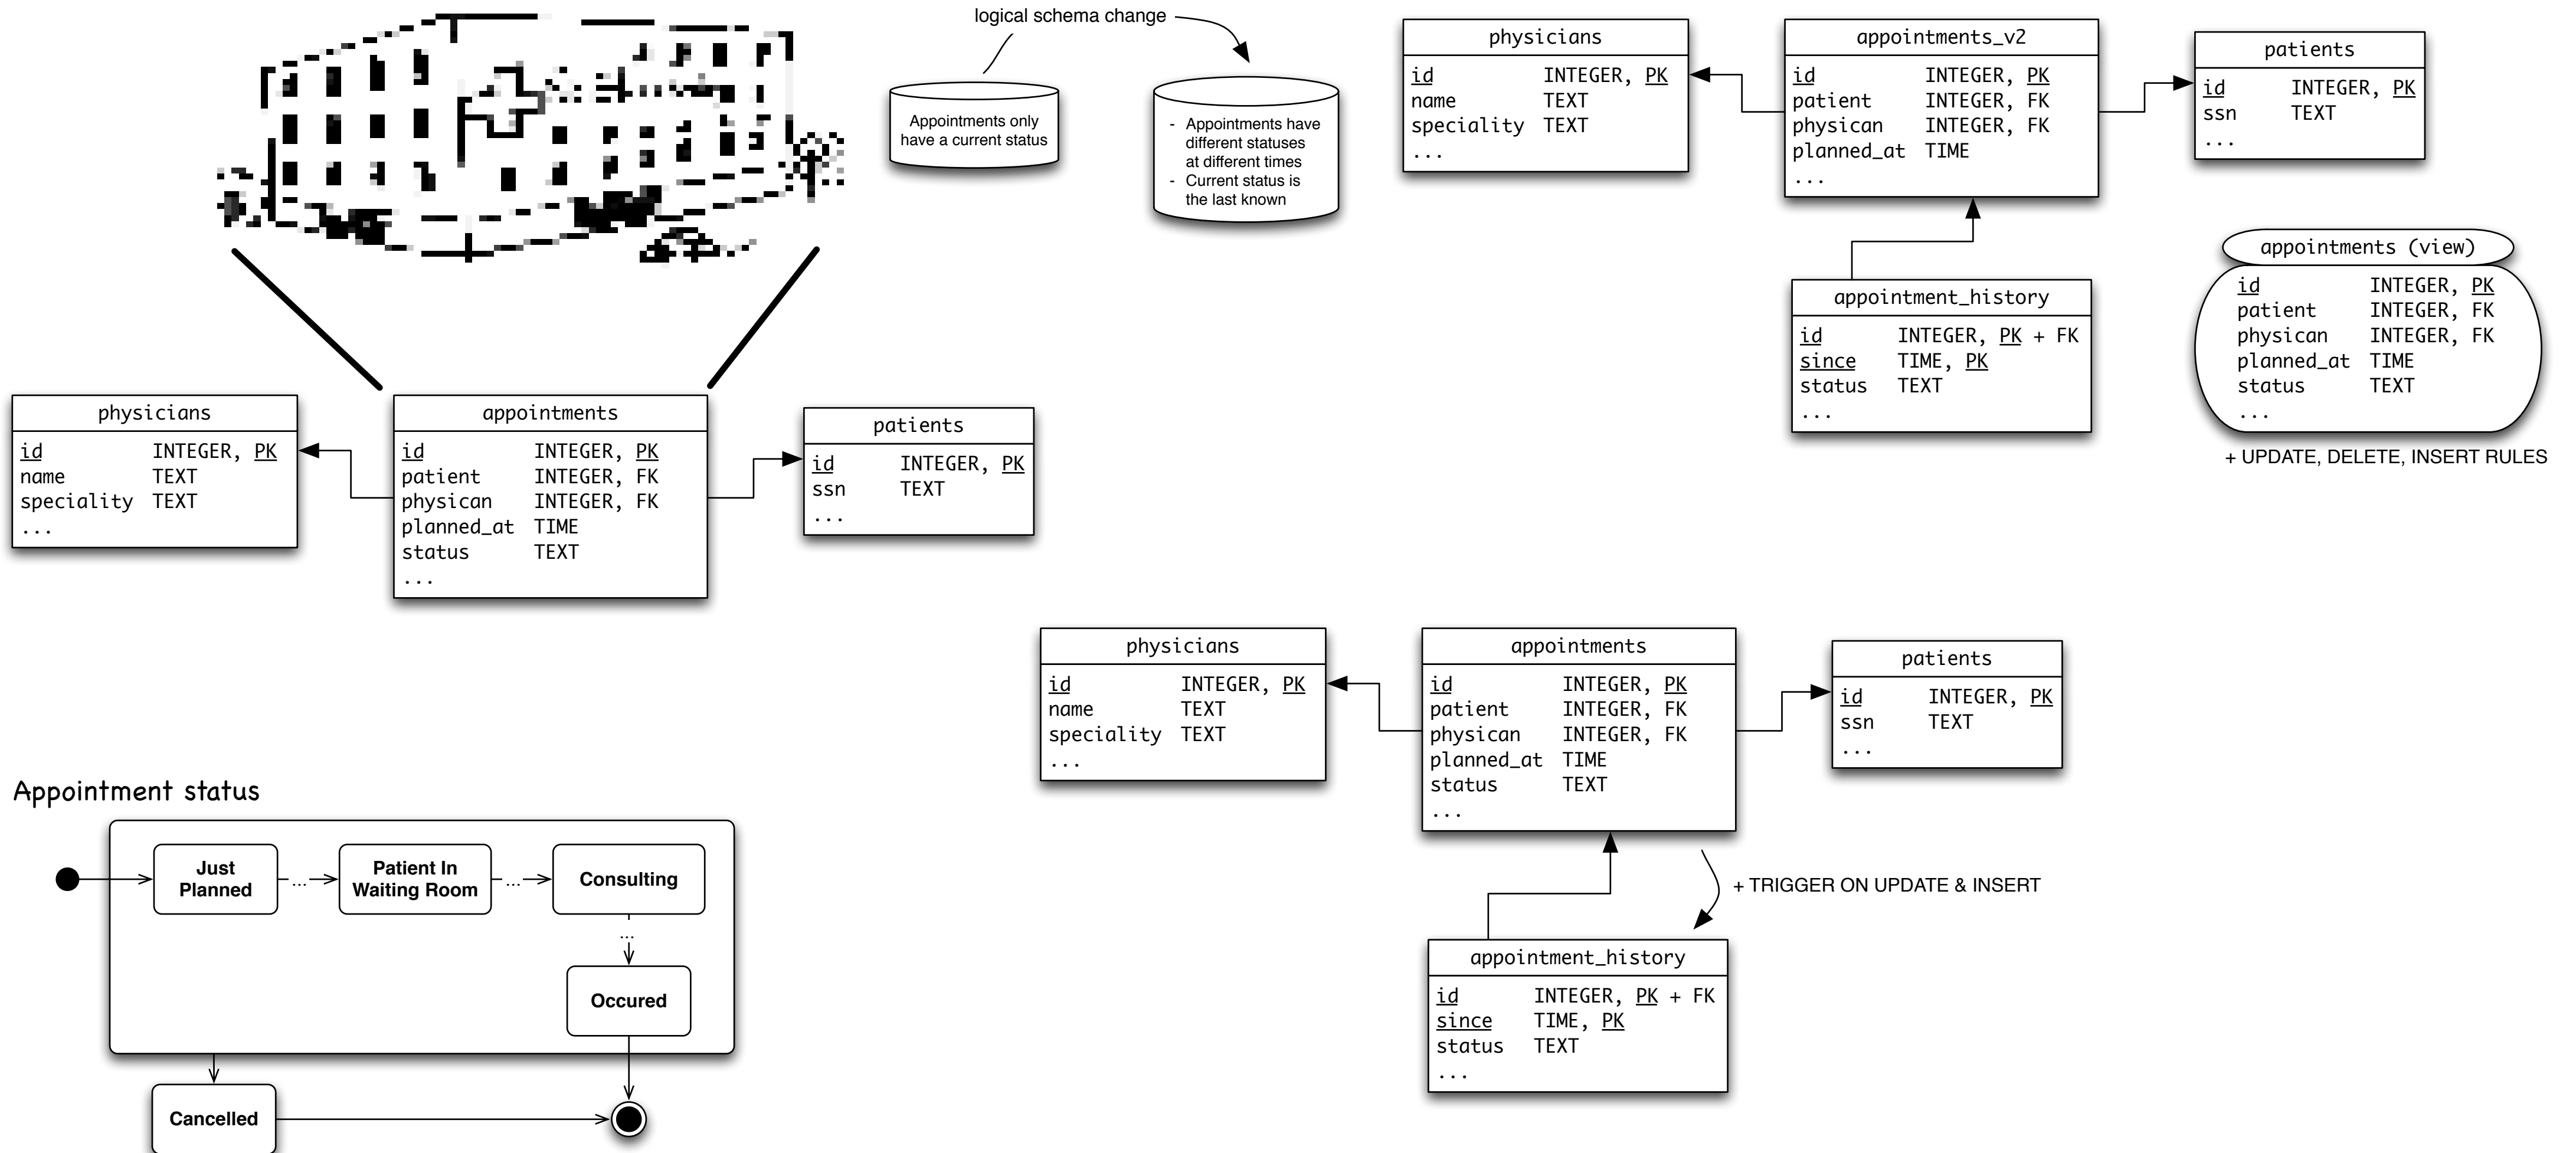 logical schema change
Appointments only
have a current status
- Appointments have
different statuses
at different times
- Current status is
the last known
physicians
id INTEGER, PK
name TEXT
speciality TEXT
...
appointments_v2
id INTEGER, PK
patient INTEGER, FK
physican INTEGER, FK
planned_at TIME
...
patients
id INTEGER, PK
ssn TEXT
...
appointment_history
id INTEGER, PK + FK
since TIME, PK
status TEXT
...
appointments (view)
id INTEGER, PK
patient INTEGER, FK
physican INTEGER, FK
planned_at TIME
status TEXT
...
+ UPDATE, DELETE, INSERT RULES
physicians
id INTEGER, PK
name TEXT
speciality TEXT
...
appointments
id INTEGER, PK
patient INTEGER, FK
physican INTEGER, FK
planned_at TIME
status TEXT
...
patients
id INTEGER, PK
ssn TEXT
...
physicians
id INTEGER, PK
name TEXT
speciality TEXT
...
appointments
id INTEGER, PK
patient INTEGER, FK
physican INTEGER, FK
planned_at TIME
status TEXT
...
patients
id INTEGER, PK
ssn TEXT
...
+ TRIGGER ON UPDATE & INSERT
appointment_history
id INTEGER, PK + FK
since TIME, PK
status TEXT
...
Appointment status
Just
Planned
...
Patient In
Waiting Room
...
Consulting
...
Occured
Cancelled